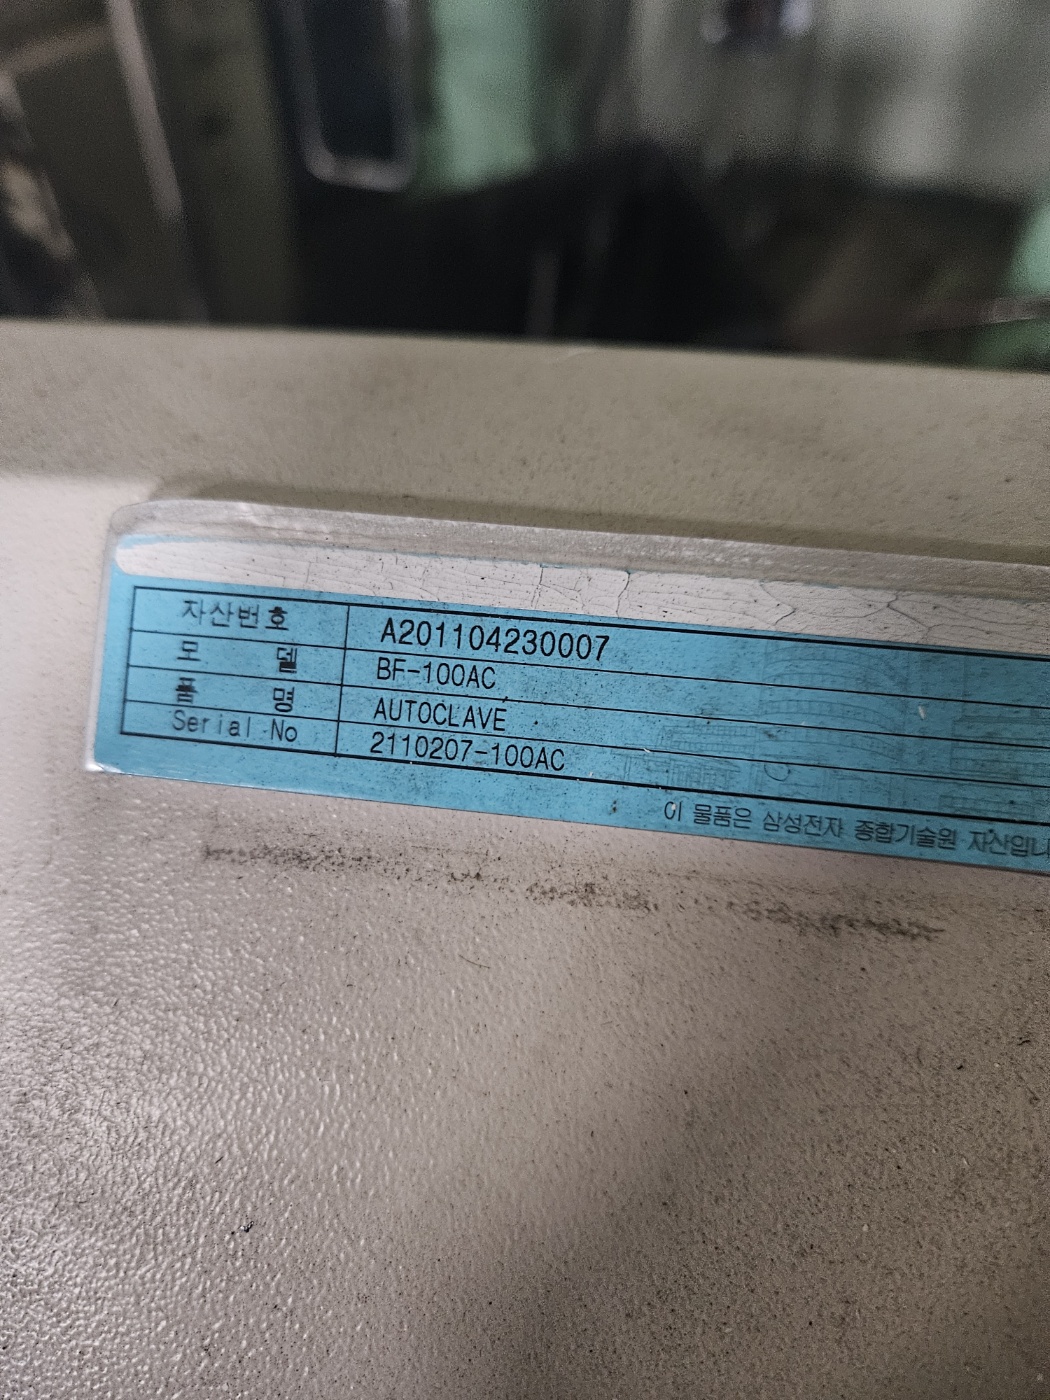 자산번호 A201104230007
모 델 BF-100AC
품 명 AUTOCLAVE
Serial No 2110207-100AC
이 물품은 삼성전자 종합기술원 자산입니